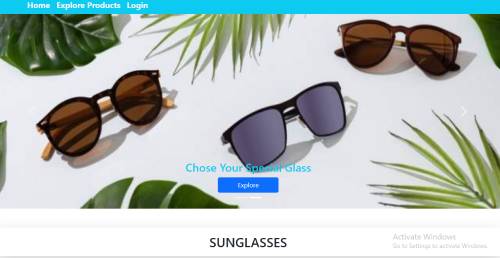 Home Explore Products Login
Chose Your Special Glass
Explore
SUNGLASSES
Activate Windows
Go to Settings to activate Windows.